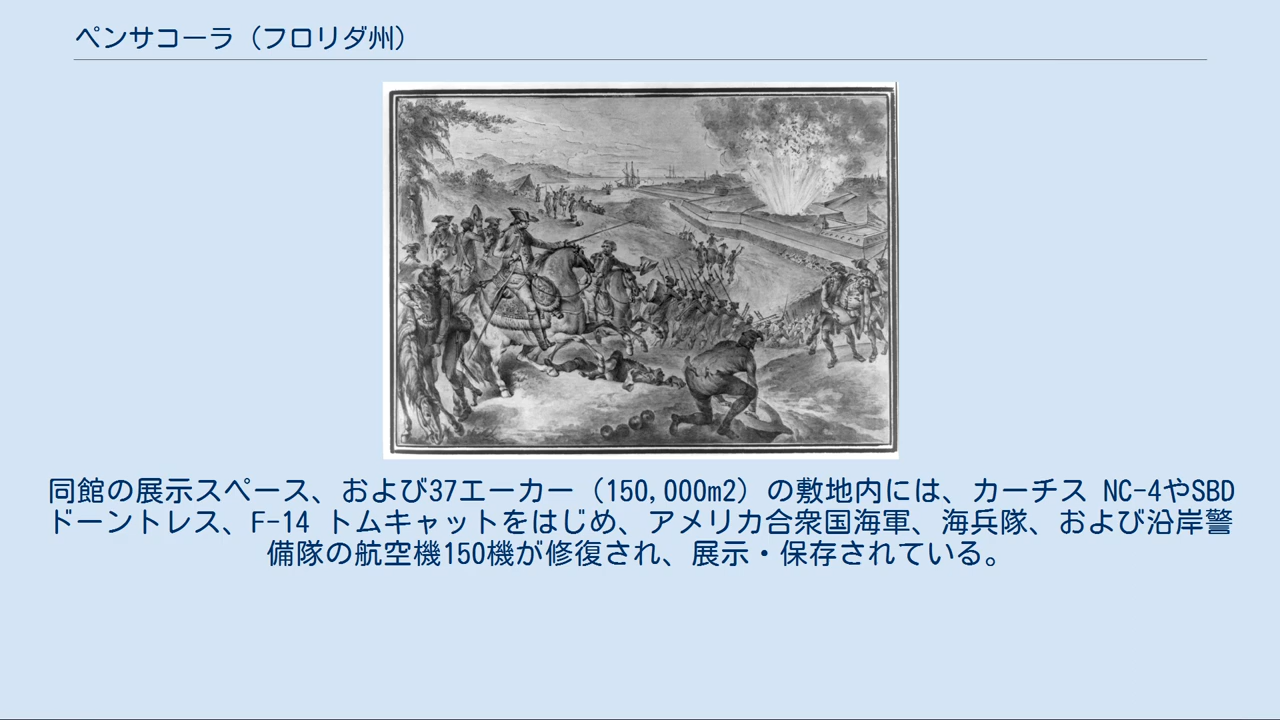 ペンサコーラ（フロリダ州）
同館の展示スペース、および37エーカー（150,000m2）の敷地内には、カーチス NC-4やSBD
ドーントレス、F-14 トムキャットをはじめ、アメリカ合衆国海軍、海兵隊、および沿岸警
備隊の航空機150機が修復され、展示・保存されている。